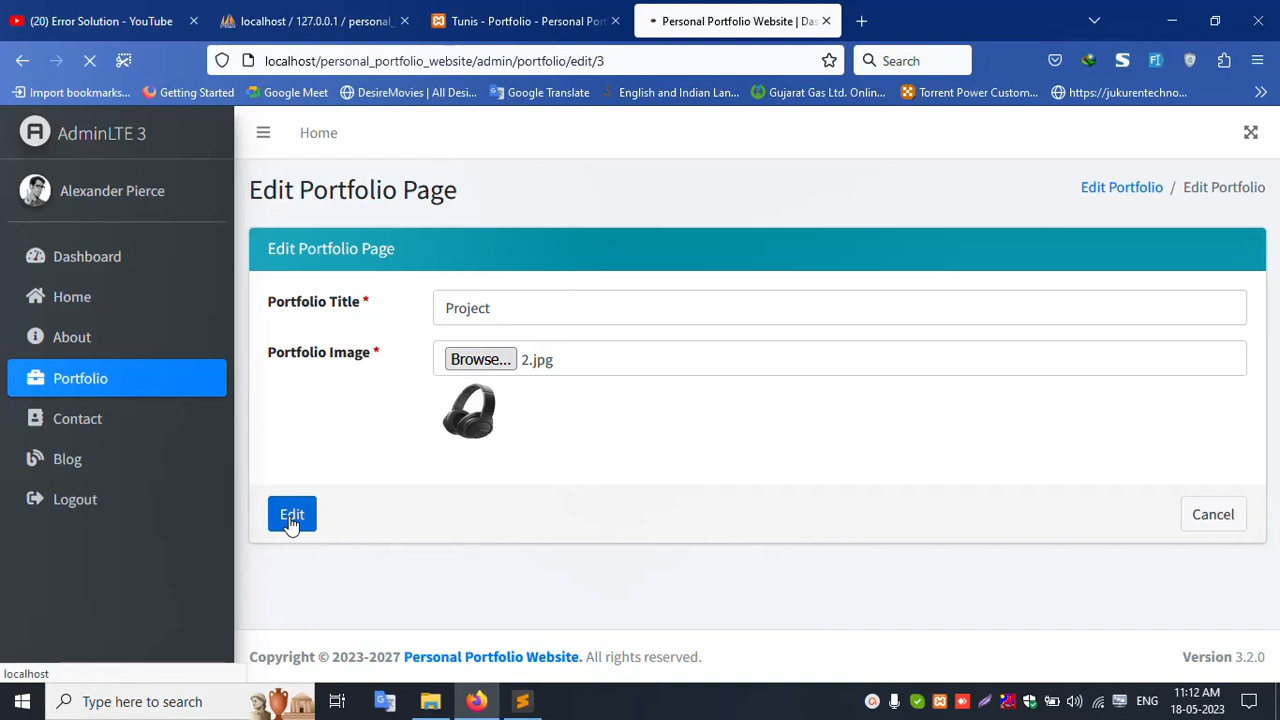 (20) Error Solution - YouTube
localhost / 127.0.0.1 / personal_
Tunis - Portfolio - Personal Por
Personal Portfolio Website | Das
localhost/personal_portfolio_website/admin/portfolio/edit/3
Search
Import bookmarks...
Getting Started
Google Meet
DesireMovies | All Desi...
Google Translate
English and Indian Lan...
Gujarat Gas Ltd. Onlin...
Torrent Power Custom...
https://jukurentechno...
AdminLTE 3
Home
Alexander Pierce
Edit Portfolio Page
Edit Portfolio / Edit Portfolio
Dashboard
Home
About
Portfolio
Contact
Blog
Logout
Edit Portfolio Page
Portfolio Title *
Project
Portfolio Image *
Browse... 2.jpg
Edit
Cancel
Copyright © 2023-2027 Personal Portfolio Website. All rights reserved.
Version 3.2.0
localhost
Type here to search
ENG
11:12 AM
18-05-2023